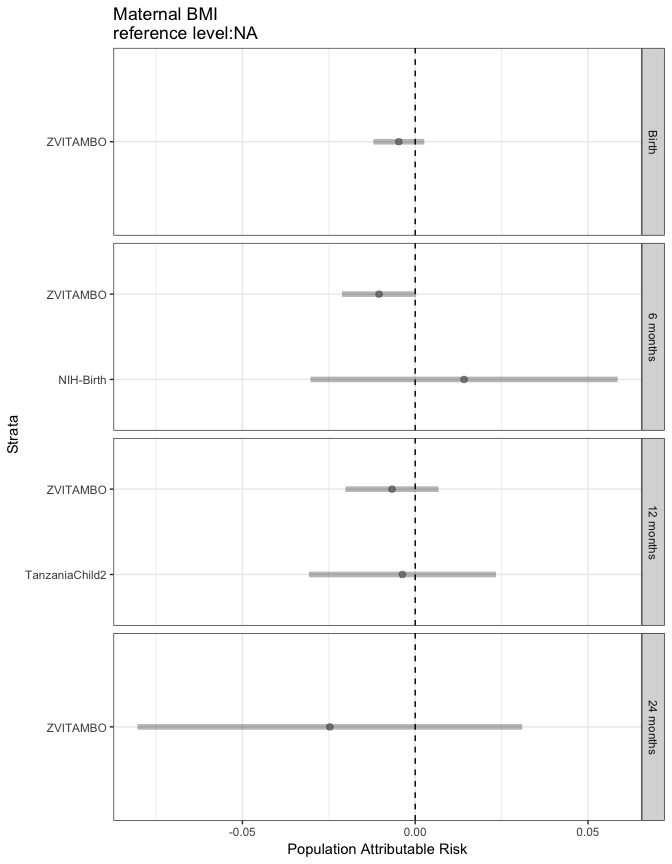 Maternal BMI
reference level:NA
ZVITAMBO
Birth
ZVITAMBO
NIH-Birth
6 months
ZVITAMBO
TanzaniaChild2
12 months
ZVITAMBO
24 months
Strata
-0.05
0.00
0.05
Population Attributable Risk